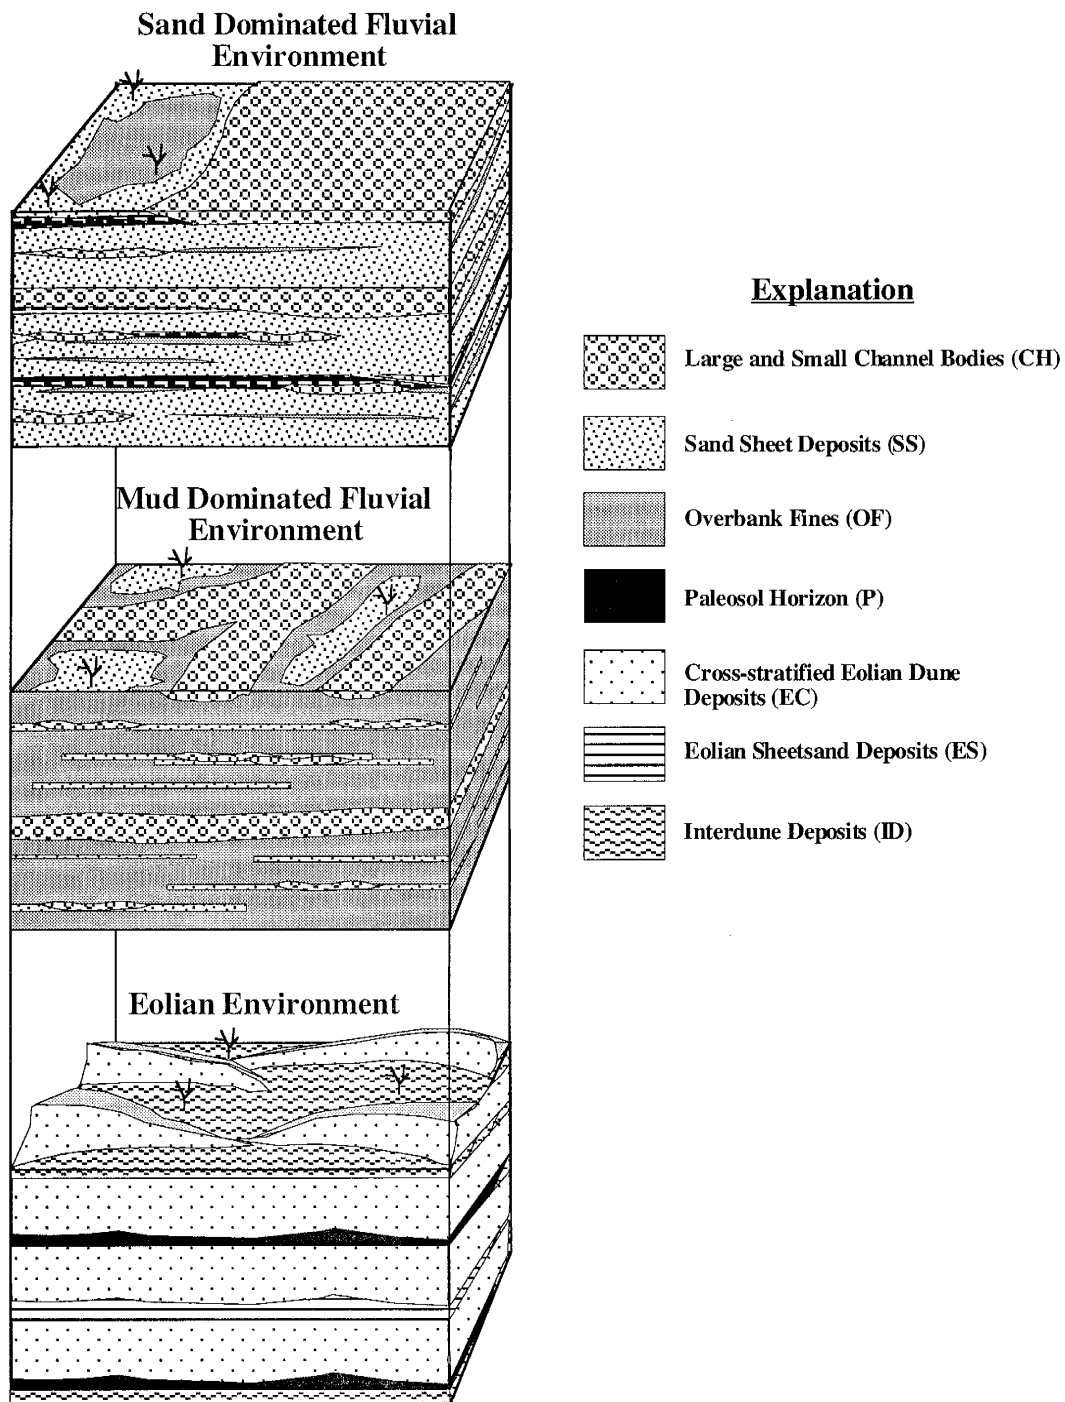 Sand Dominated Fluvial
Environment
Explanation
Large and Small Channel Bodies (CH)
Sand Sheet Deposits (SS)
Mud Dominated Fluvial
Environment
Overbank Fines (OF)
Paleosol Horizon (P)
Cross-stratified Eolian Dune
Deposits (EC)
Eolian Sheetsand Deposits (ES)
Interdune Deposits (ID)
Eolian Environment